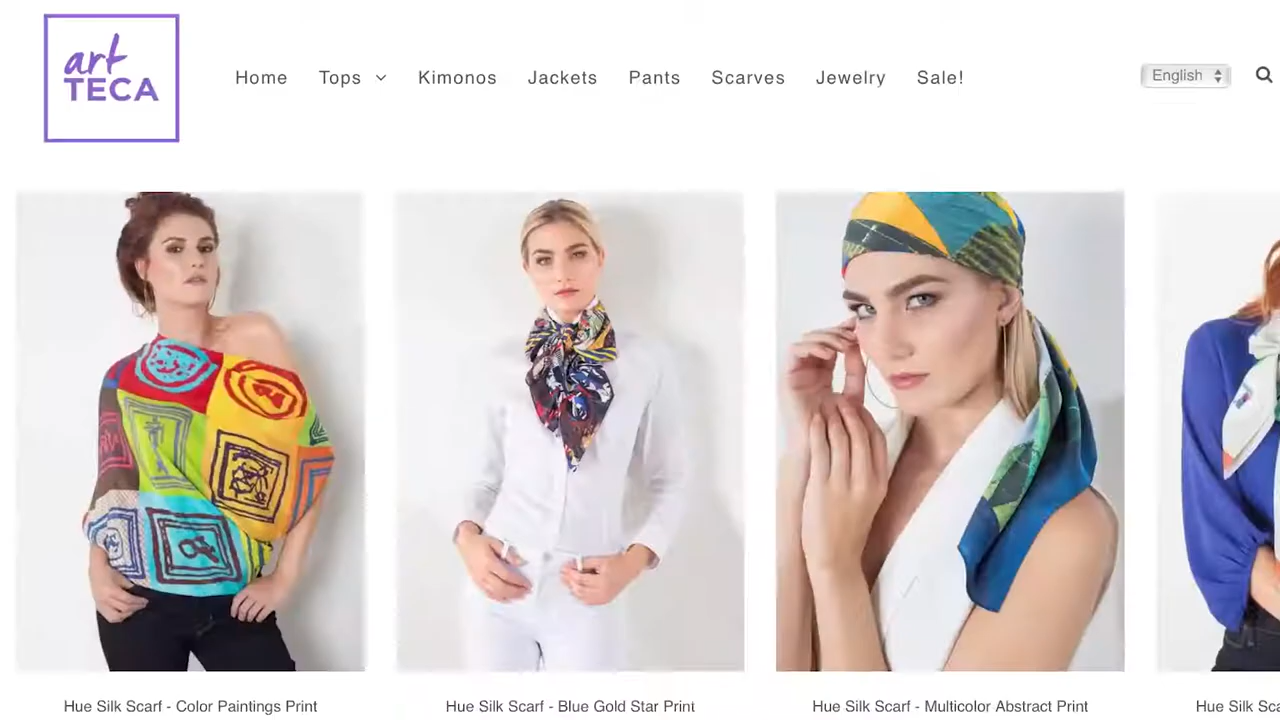 art
TECA
Home Tops Kimonos Jackets Pants Scarves Jewelry Sale!
English
Hue Silk Scarf - Color Paintings Print
Hue Silk Scarf - Blue Gold Star Print
Hue Silk Scarf - Multicolor Abstract Print
Hue Silk